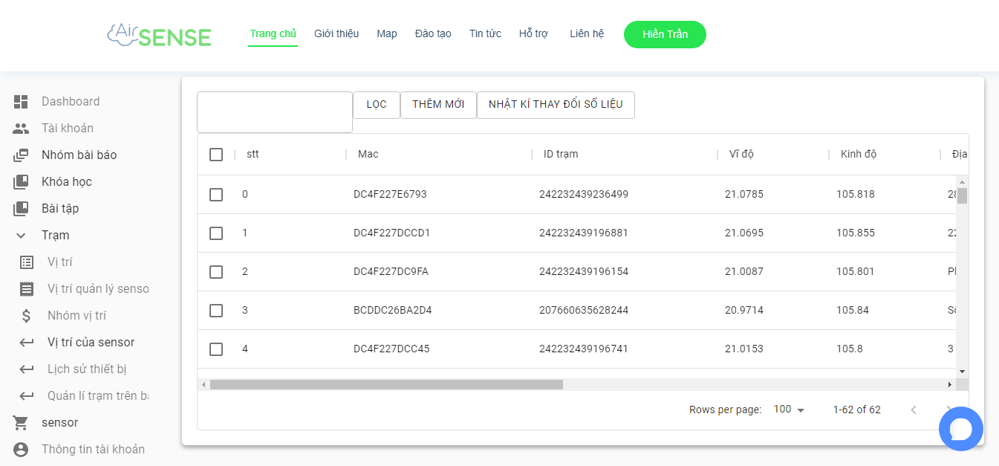 AirSENSE
Trang chủ Giới thiệu Map Đào tạo Tin tức Hỗ trợ Liên hệ Hiền Trần
Dashboard
Tài khoản
Nhóm bài báo
Khóa học
Bài tập
Trạm
Vị trí
Vị trí quản lý senso
Nhóm vị trí
Vị trí của sensor
Lịch sử thiết bị
Quản lí trạm trên bả
sensor
Thông tin tài khoản
LỌC THÊM MỚI NHẬT KÍ THAY ĐỔI SỐ LIỆU
stt Mac ID trạm Vĩ độ Kinh độ Địa
0 DC4F227E6793 242232439236499 21.0785 105.818 28
1 DC4F227DCCD1 242232439196881 21.0695 105.855 22
2 DC4F227DC9FA 242232439196154 21.0087 105.801
3 BCDDC26BA2D4 207660635628244 20.9714 105.84 Số
4 DC4F227DCC45 242232439196741 21.0153 105.8 3
Rows per page: 100 1-62 of 62